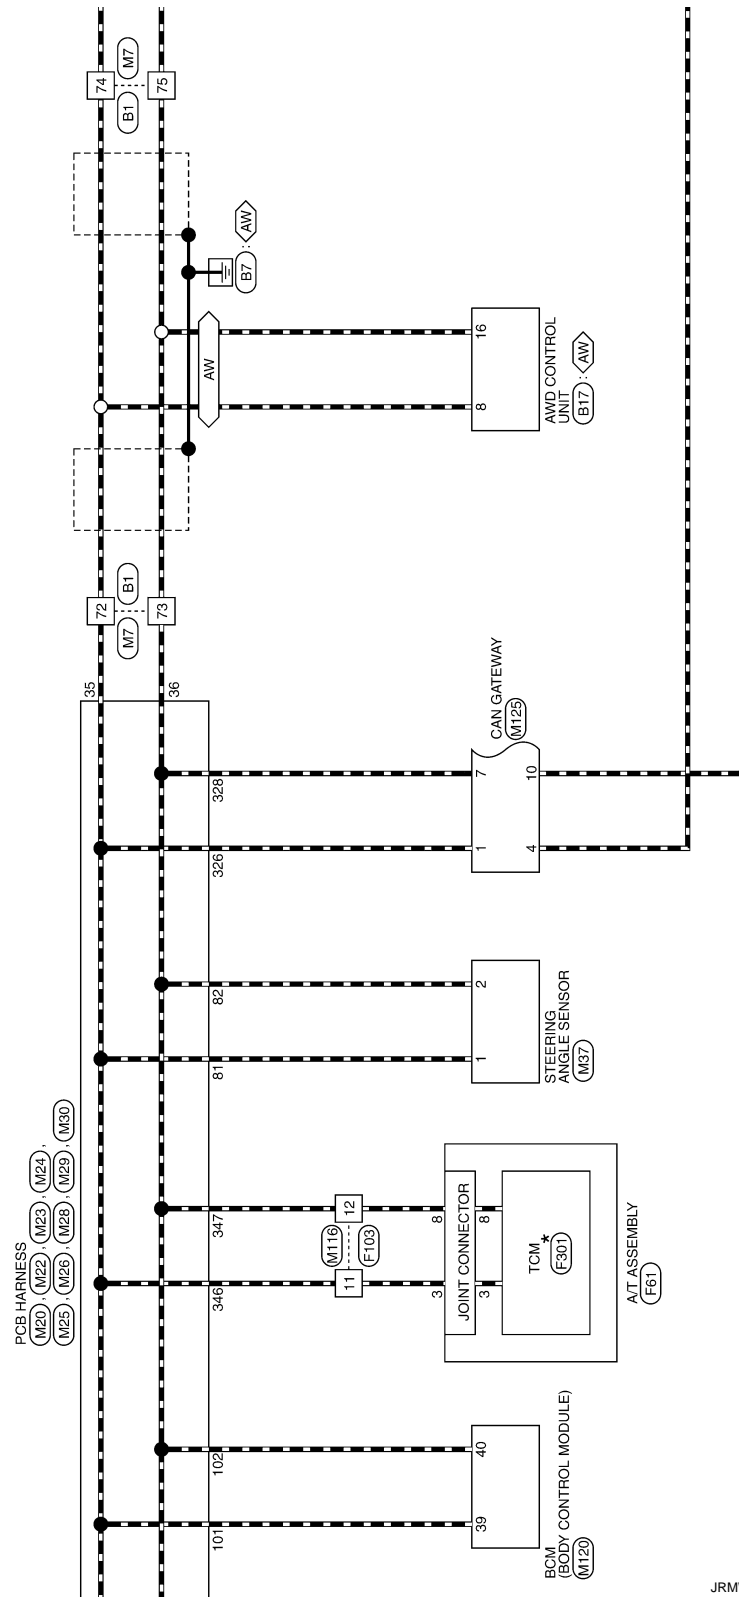 74
75
M7
B1
B7 : AW
AW
16
8
AWD CONTROL
UNIT
B17 : AW
72
73
B1
M7
35
36
328
326
7
1
10
4
CAN GATEWAY
M125
82
81
2
1
STEERING
ANGLE SENSOR
M37
PCB HARNESS
M20 , M22 , M23 , M24 ,
M25 , M26 , M28 , M29 , M30
347
346
12
11
M116
F103
8
3
JOINT CONNECTOR
8
3
TCM *
F301
A/T ASSEMBLY
F61
102
101
40
39
BCM
(BODY CONTROL MODULE)
M120